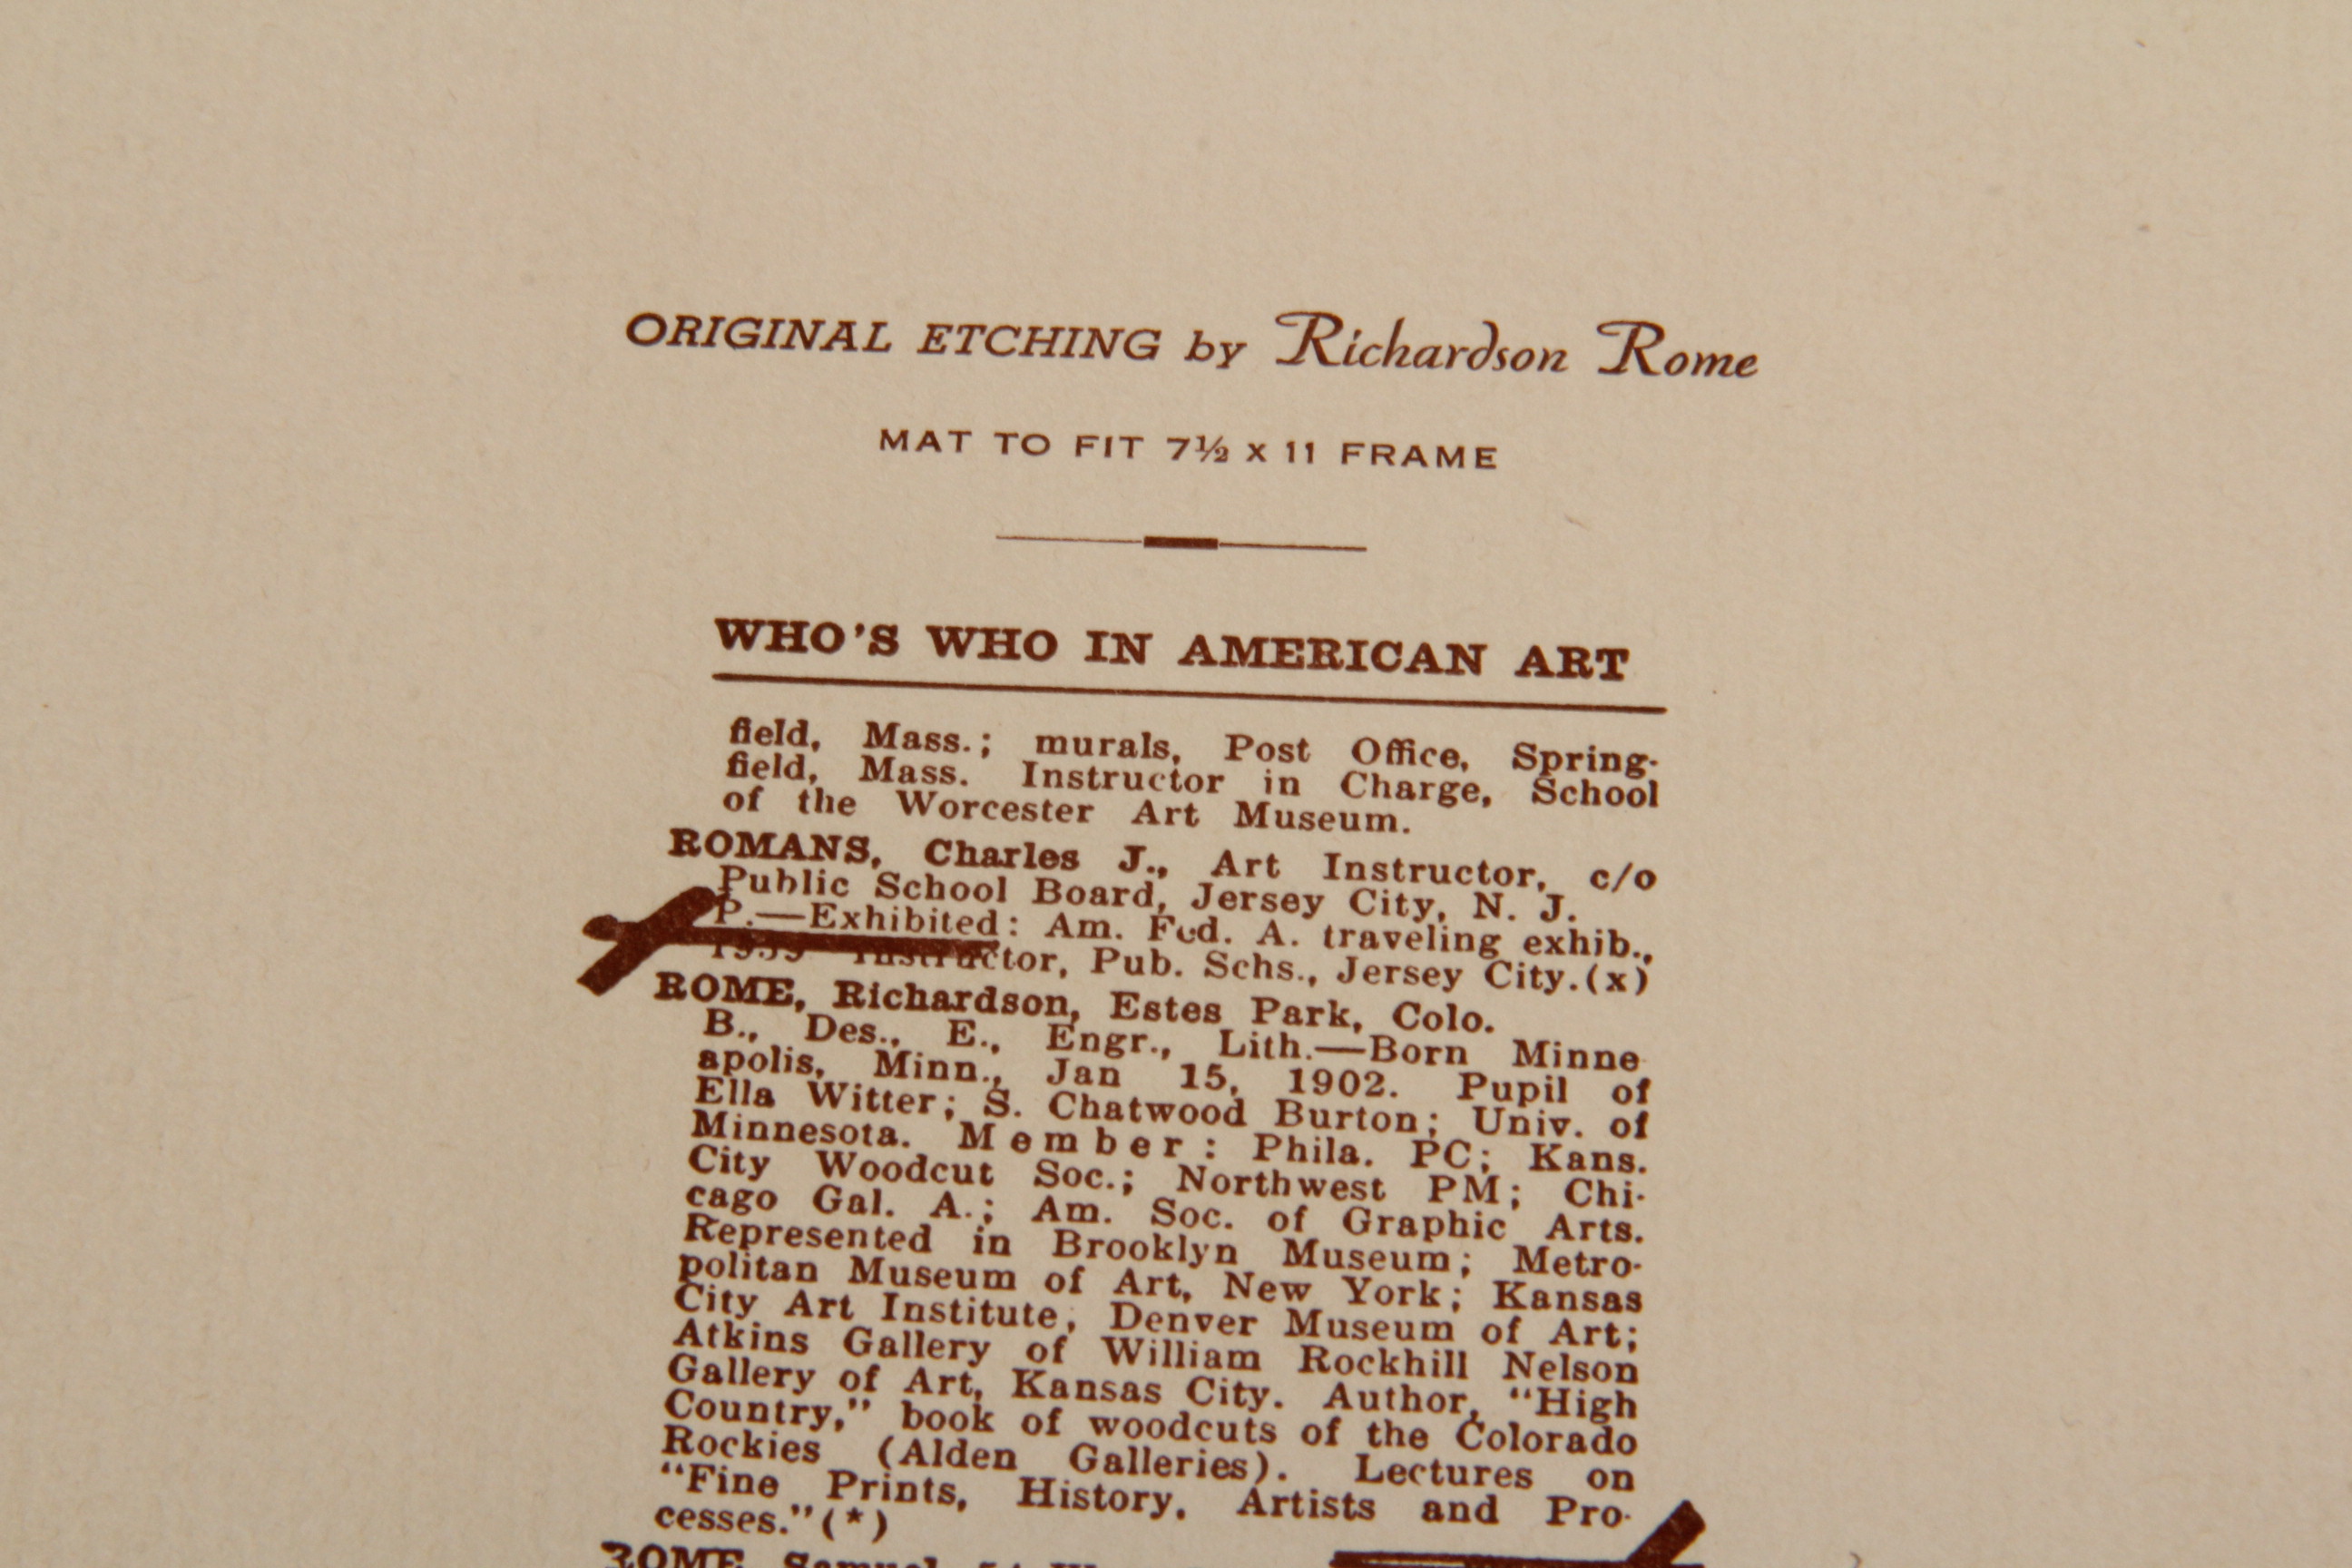 ORIGINAL ETCHING by Richardson Rome
MAT TO FIT 7½ x 11 FRAME
WHO'S WHO IN AMERICAN ART
field, Mass.; murals, Post Office, Spring-
field, Mass. Instructor in Charge, School
of the Worcester Art Museum.
ROMANS, Charles J., Art Instructor, c/o
Public School Board, Jersey City, N. J.
P.—Exhibited: Am. Fed. A. traveling exhib.,
1939 Instructor, Pub. Schs., Jersey City.(x)
ROME, Richardson, Estes Park, Colo.
B., Des., E., Engr., Lith.—Born Minne-
apolis, Minn., Jan 15, 1902. Pupil of
Ella Witter; S. Chatwood Burton; Univ. of
Minnesota. Member: Phila. PC; Kans.
City Woodcut Soc.; Northwest PM; Chi-
cago Gal. A.; Am. Soc. of Graphic Arts.
Represented in Brooklyn Museum; Metro-
politan Museum of Art, New York; Kansas
City Art Institute, Denver Museum of Art;
Atkins Gallery of William Rockhill Nelson
Gallery of Art, Kansas City. Author, "High
Country," book of woodcuts of the Colorado
Rockies (Alden Galleries). Lectures on
"Fine Prints, History, Artists and Pro-
cesses."(*)
ROME, Samuel